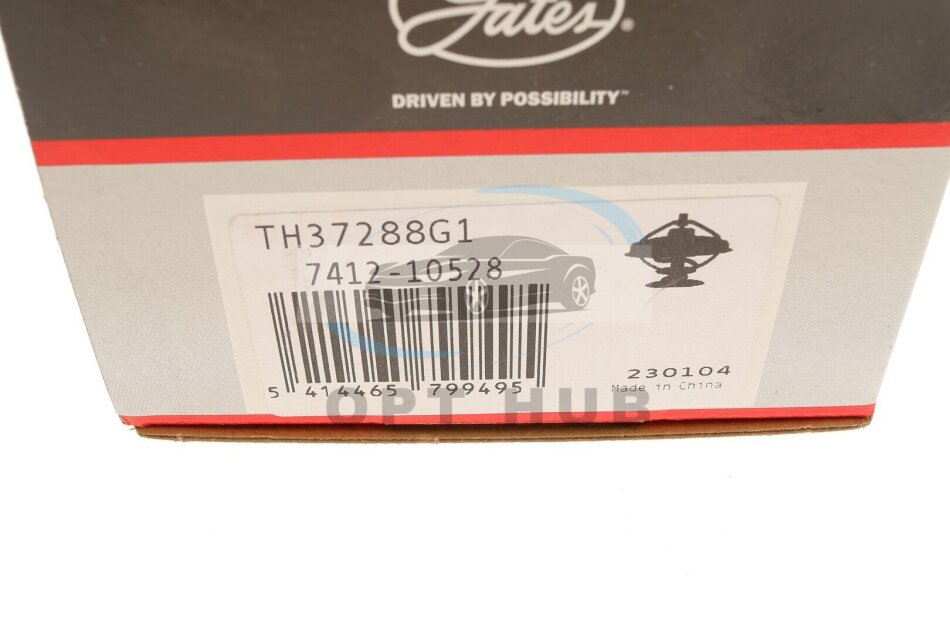 Gates®
DRIVEN BY POSSIBILITY™
TH37288G1
7412-10528
5 414465 799495
230104
Made in China
OPT HUB